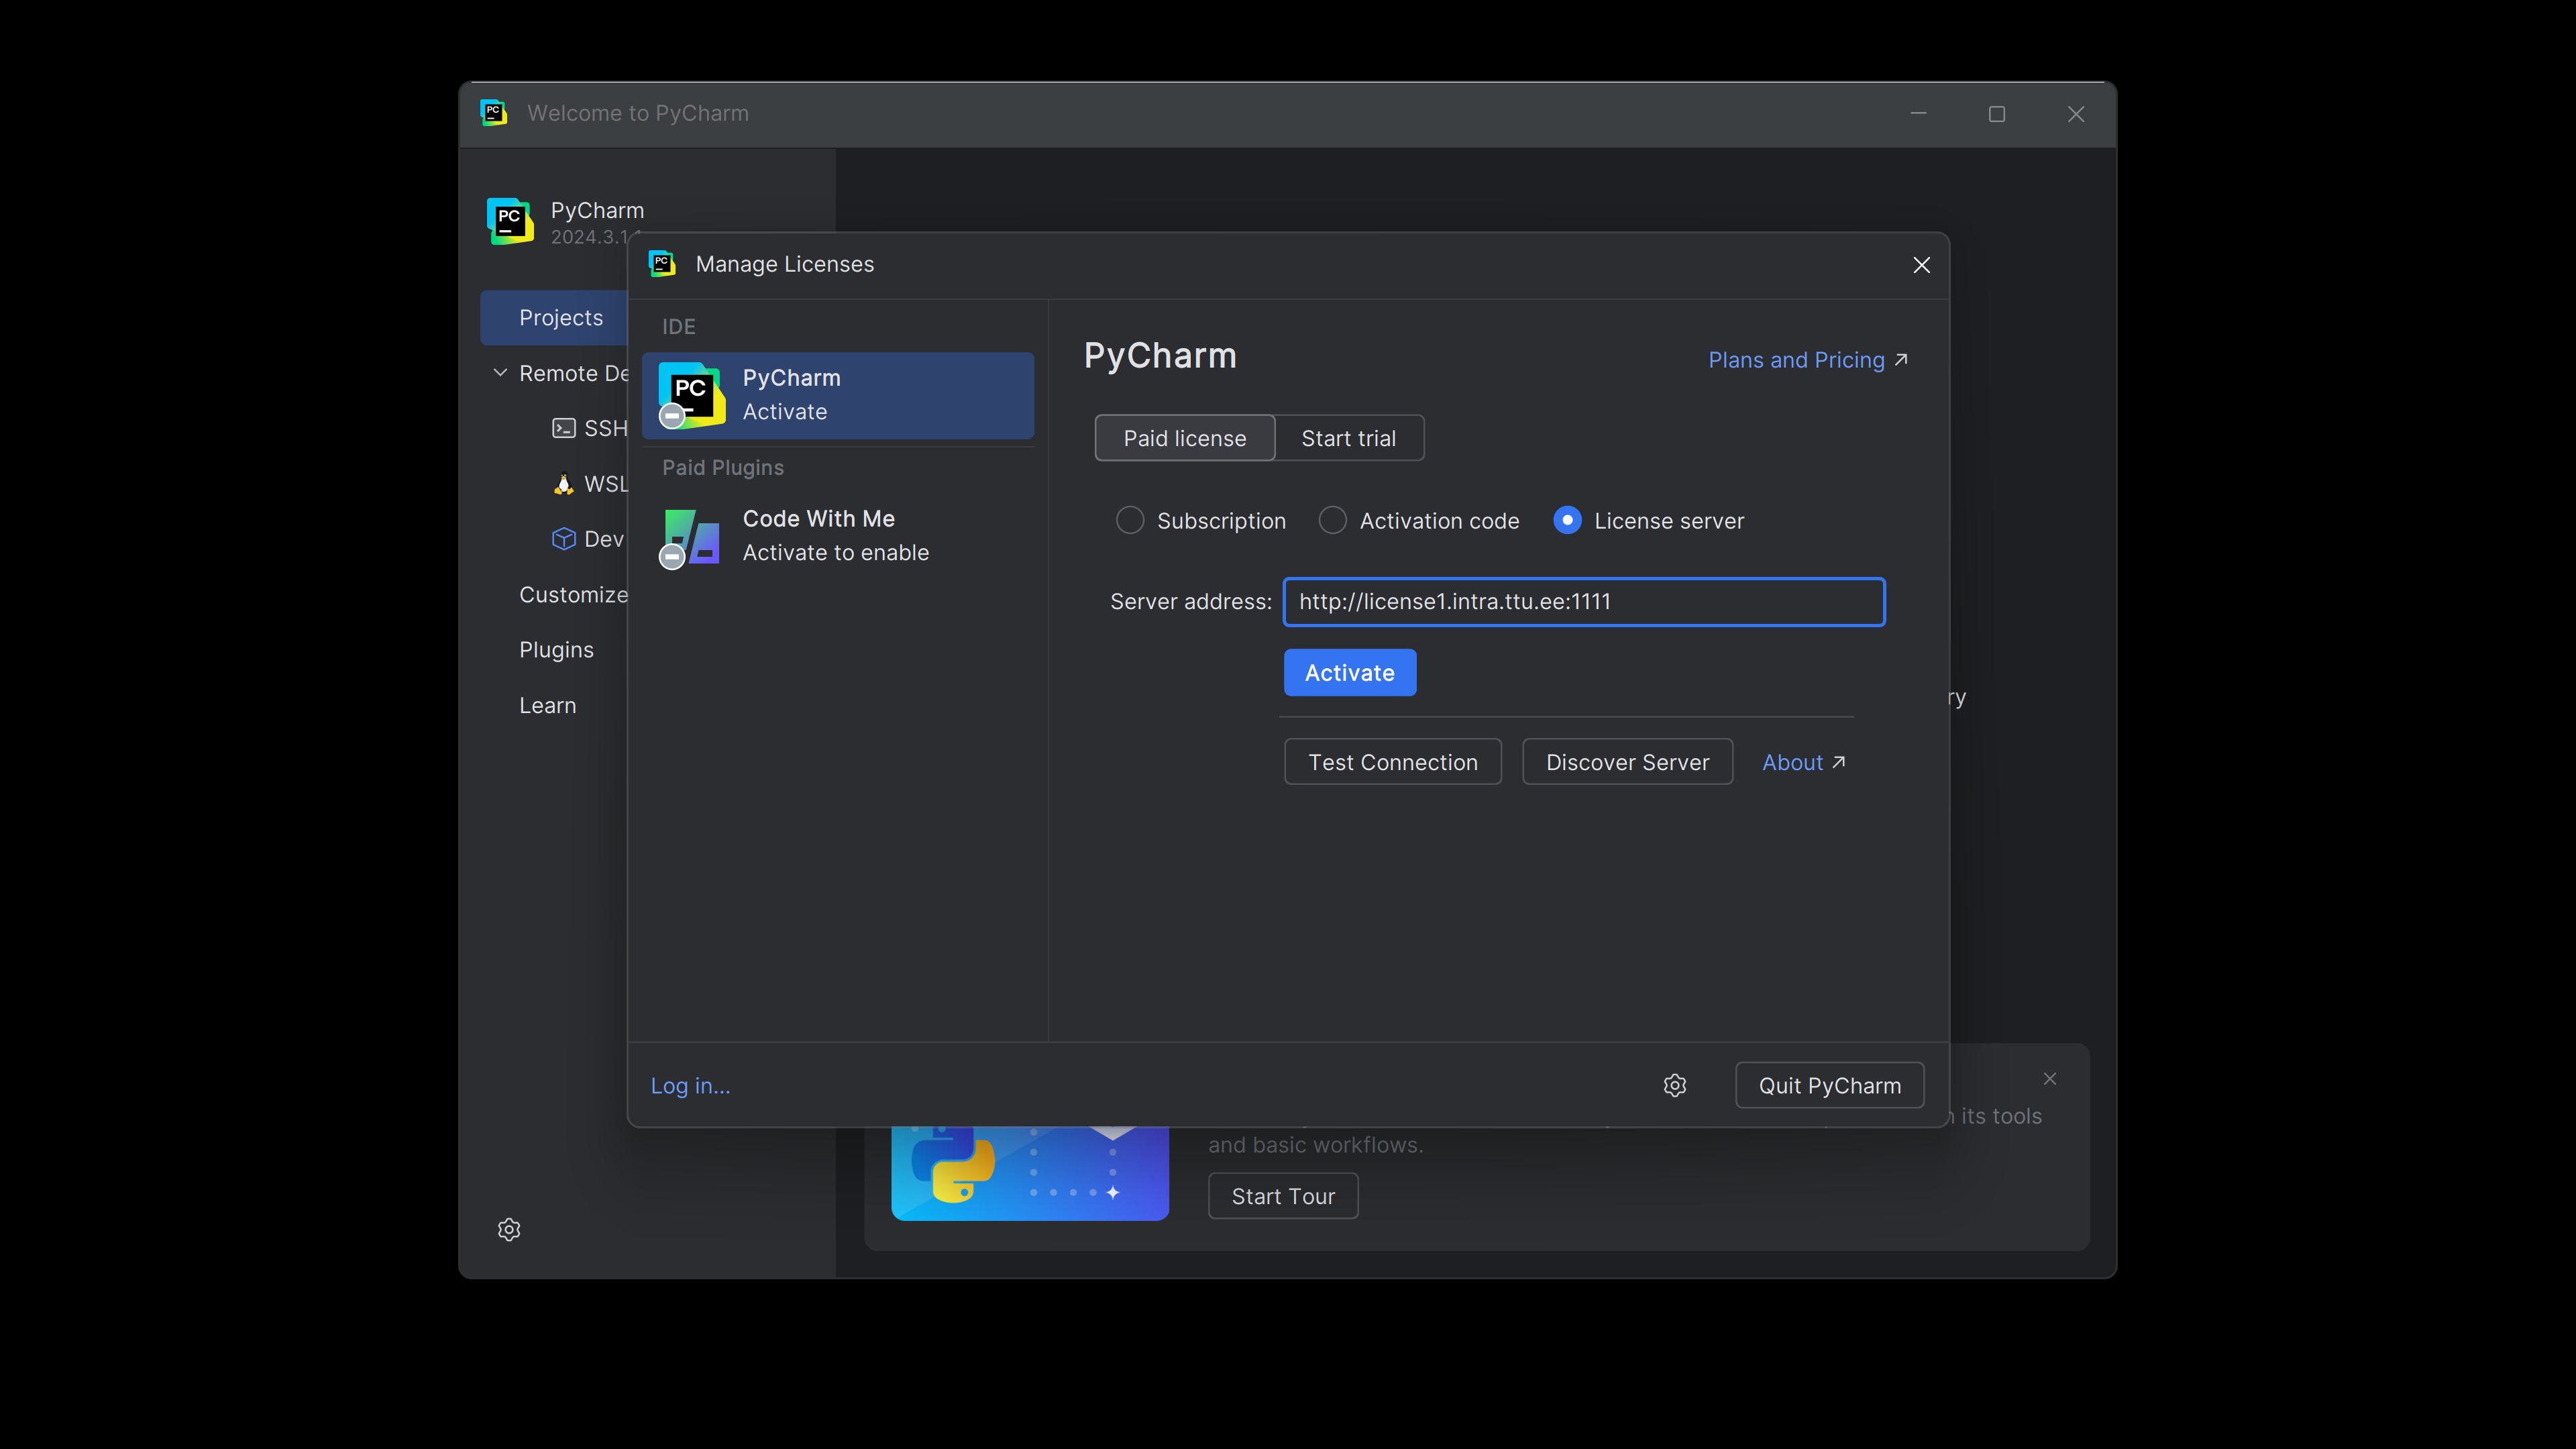 Welcome to PyCharm
PyCharm
2024.3.1
Manage Licenses
Projects
Remote De
SSH
WSL
Dev
Customize
Plugins
Learn
IDE
PyCharm
Activate
Paid Plugins
Code With Me
Activate to enable
PyCharm
Plans and Pricing ↗
Paid license
Start trial
Subscription
Activation code
License server
Server address:
http://license1.intra.ttu.ee:1111
Activate
Test Connection
Discover Server
About ↗
Log in...
Quit PyCharm
ry
its tools
and basic workflows.
Start Tour